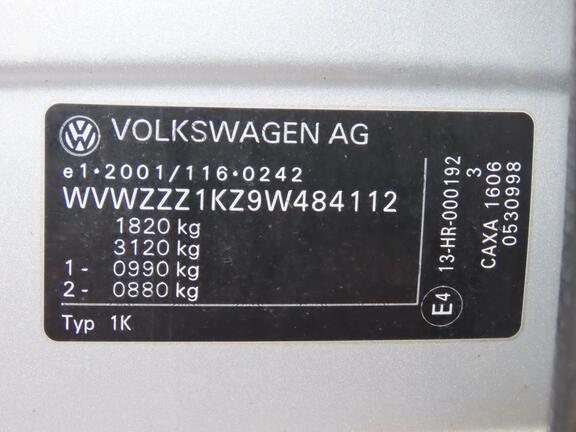 VOLKSWAGEN AG
e1*2001/116*0242
WVWZZZ1KZ9W484112
1820 kg
3120 kg
1- 0990 kg
2- 0880 kg
Typ 1K
E4 13-HR-000192
3
CAXA 1606
0530998